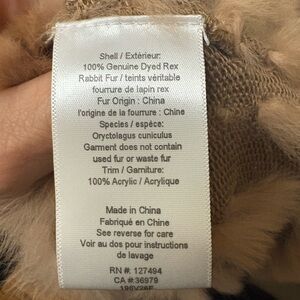 Shell / Extérieur:
100% Genuine Dyed Rex
Rabbit Fur / teints véritable
fourrure de lapin rex
Fur Origin : China
l'origine de la fourrure : Chine
Species / espèce:
Oryctolagus cuniculus
Garment does not contain
used fur or waste fur
Trim / Garniture:
100% Acrylic / Acrylique
Made in China
Fabriqué en Chine
See reverse for care
Voir au dos pour instructions
de lavage
RN #: 127494
CA #:36979